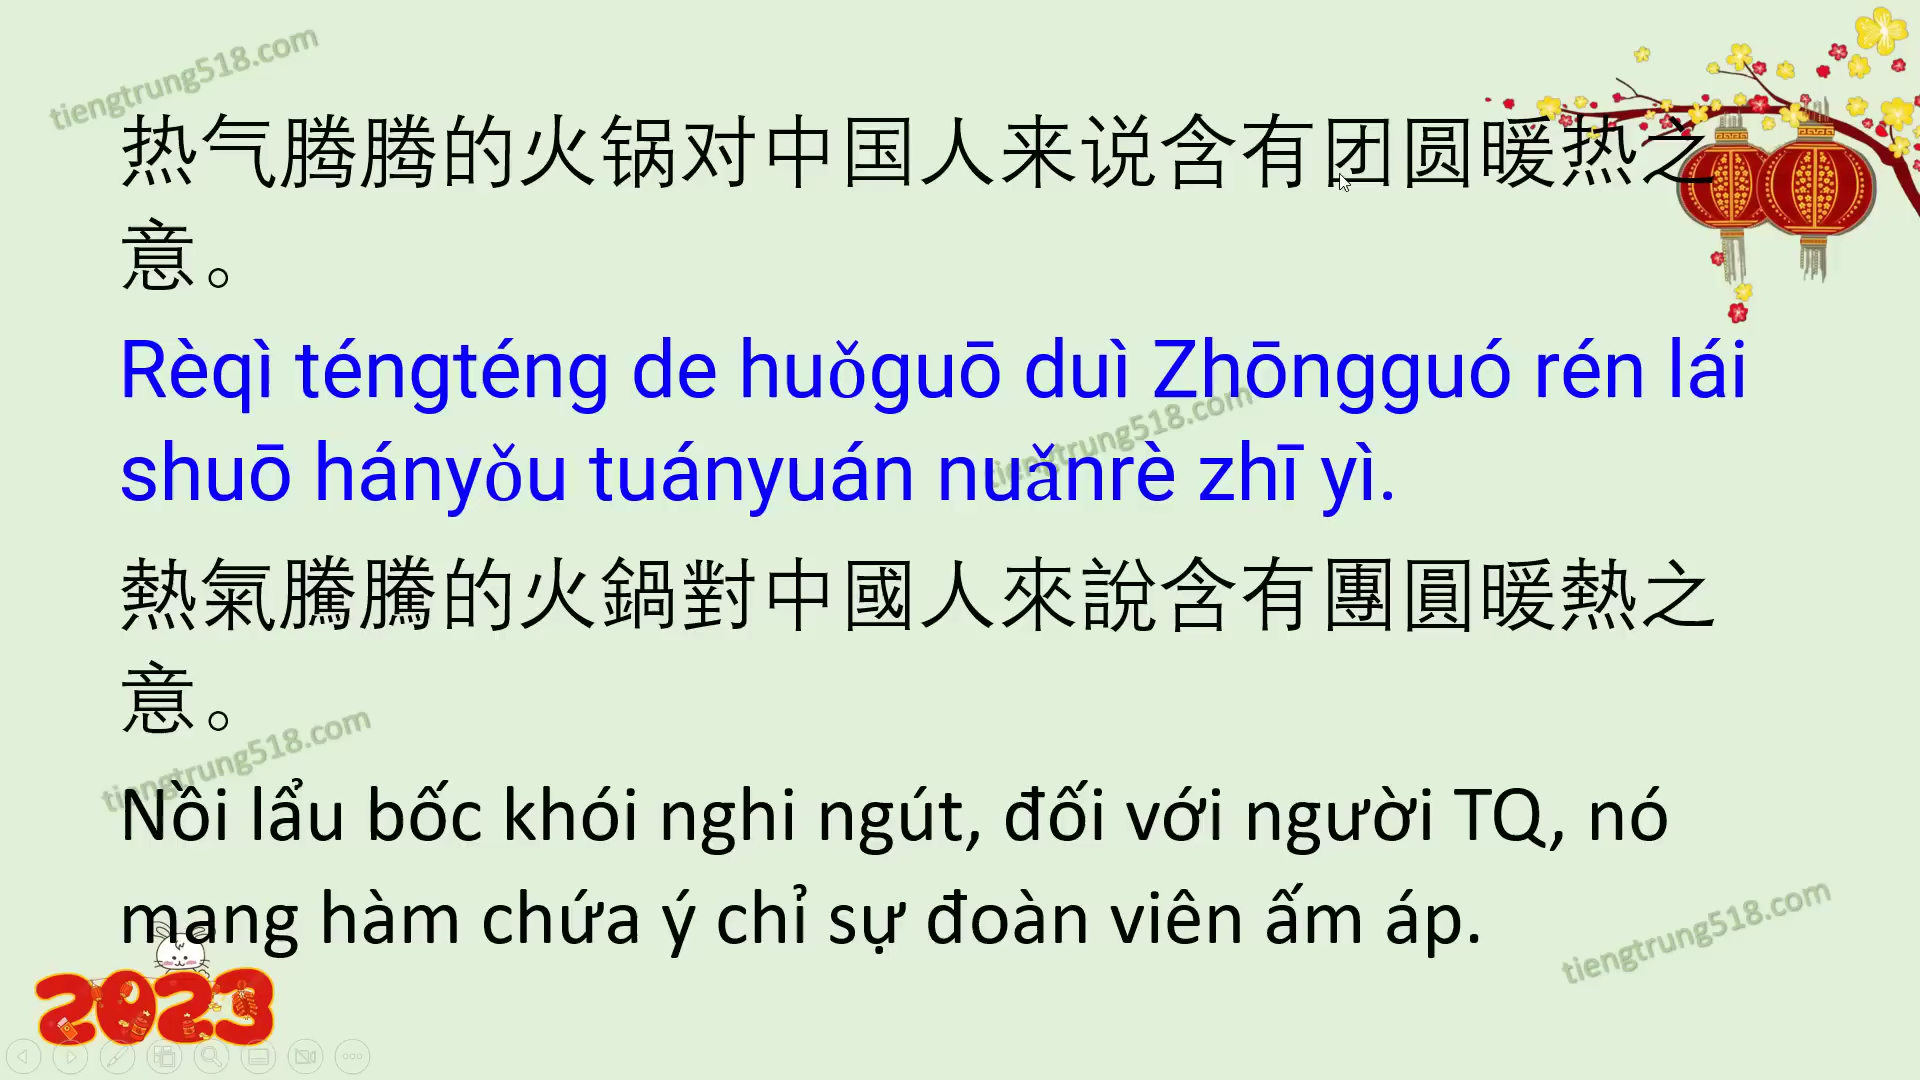 tiengtrung518.com
热气腾腾的火锅对中国人来说含有团圆暖热之
意。
Rèqì téngténg de huǒguō duì Zhōngguó rén lái
tiengtrung518.com
shuō hányǒu tuányuán nuǎnrè zhī yì.
熱氣騰騰的火鍋對中國人來說含有團圓暖熱之
意。
tiengtrung518.com
Nồi lẩu bốc khói nghi ngút, đối với người TQ, nó
mang hàm chứa ý chỉ sự đoàn viên ấm áp.
tiengtrung518.com
2023